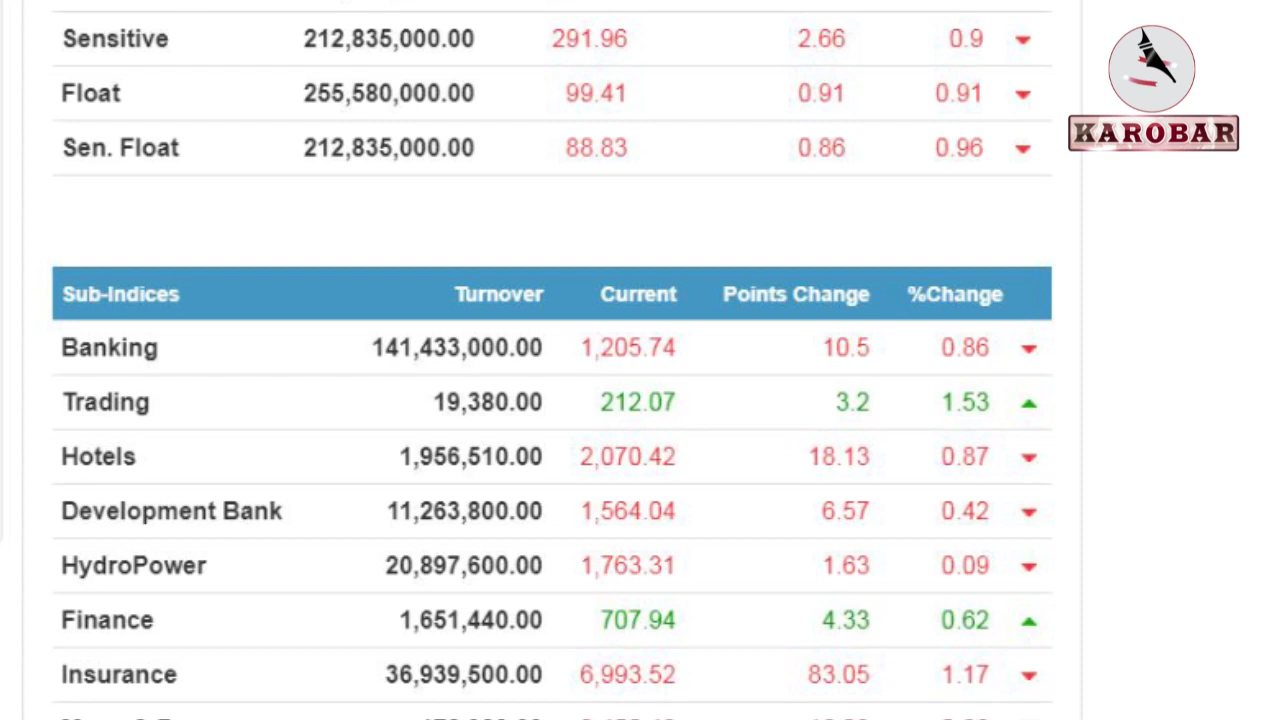 Sensitive 212,835,000.00 291.96 2.66 0.9
Float 255,580,000.00 99.41 0.91 0.91
Sen. Float 212,835,000.00 88.83 0.86 0.96
KAROBAR
Sub-Indices Turnover Current Points Change %Change
Banking 141,433,000.00 1,205.74 10.5 0.86
Trading 19,380.00 212.07 3.2 1.53
Hotels 1,956,510.00 2,070.42 18.13 0.87
Development Bank 11,263,800.00 1,564.04 6.57 0.42
HydroPower 20,897,600.00 1,763.31 1.63 0.09
Finance 1,651,440.00 707.94 4.33 0.62
Insurance 36,939,500.00 6,993.52 83.05 1.17